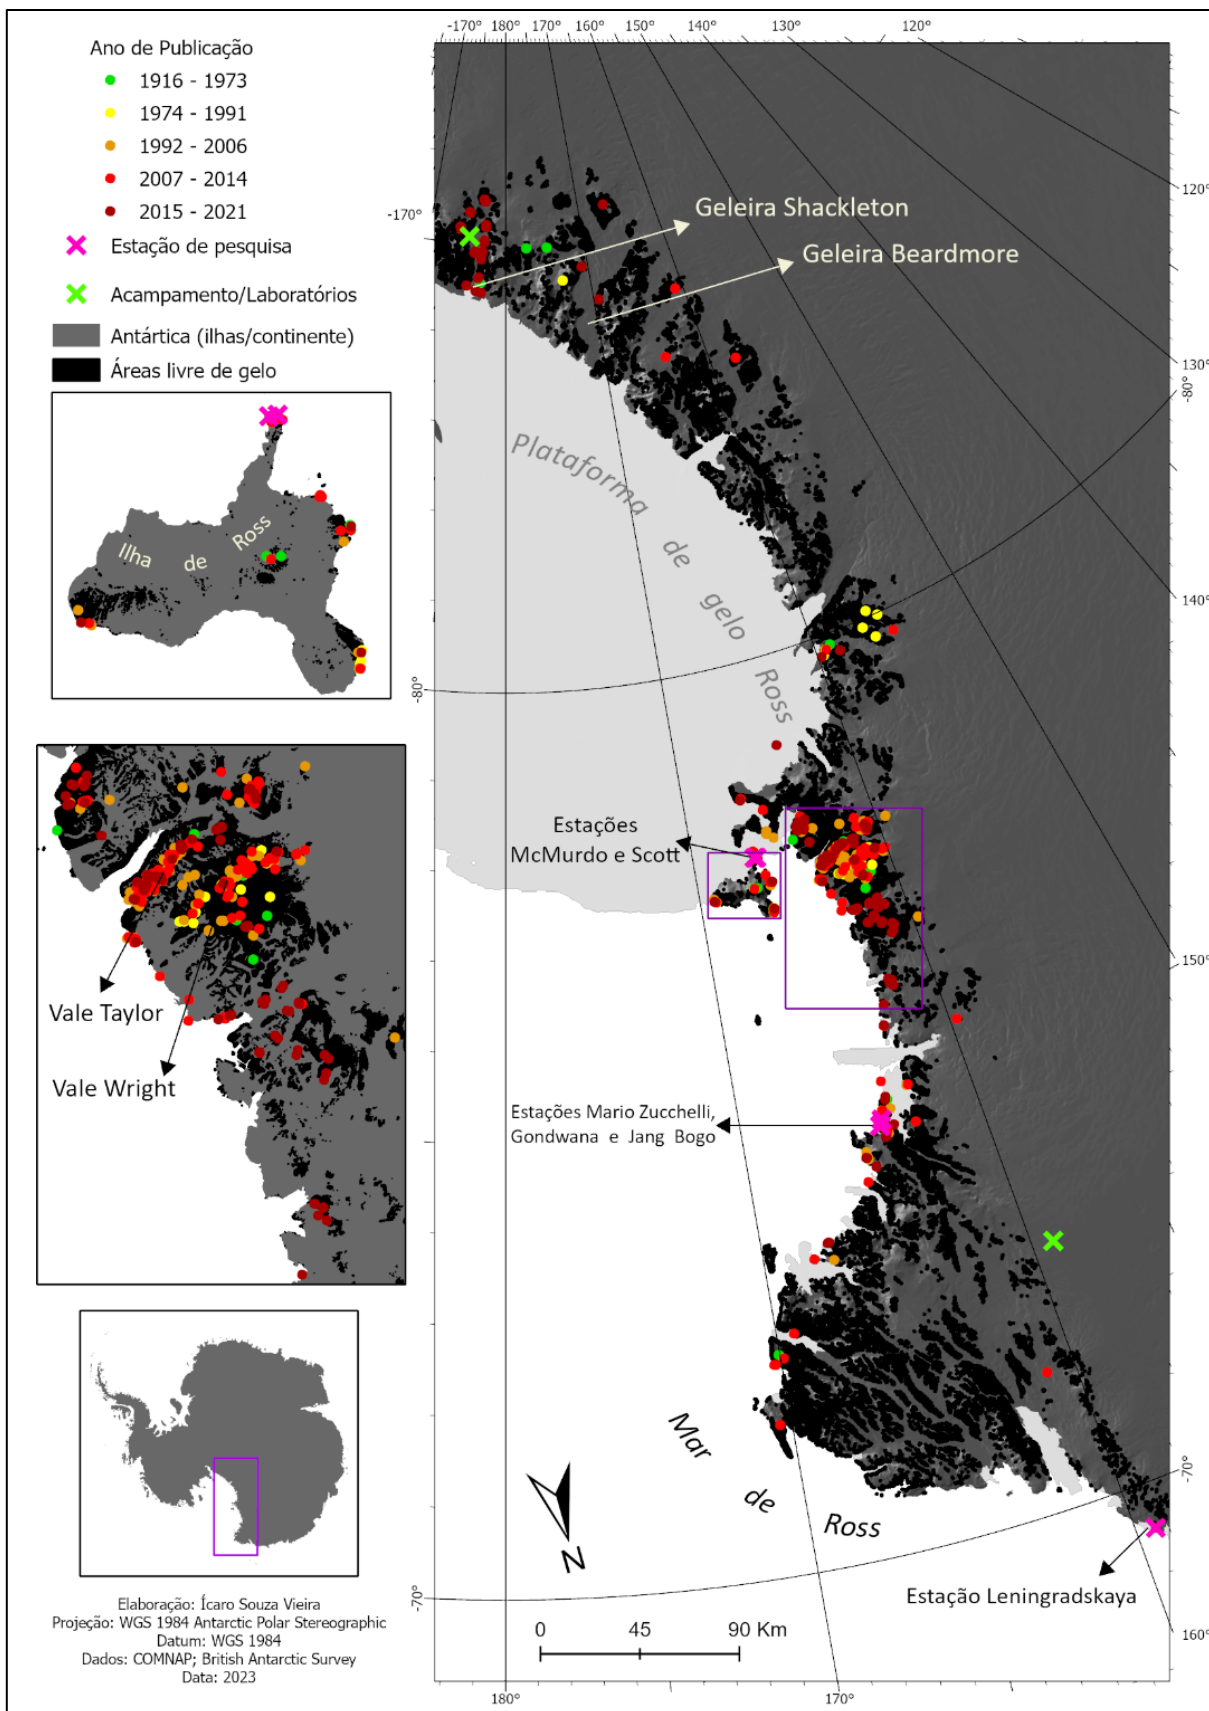 Ano de Publicação
1916 - 1973
1974 - 1991
1992 - 2006
2007 - 2014
2015 - 2021
Estação de pesquisa
Acampamento/Laboratórios
Antártica (ilhas/continente)
Áreas livre de gelo
Ilha de Ross
Vale Taylor
Vale Wright
Elaboração: Ícaro Souza Vieira
Projeção: WGS 1984 Antarctic Polar Stereographic
Datum: WGS 1984
Dados: COMNAP; British Antarctic Survey
Data: 2023
-170° 180° 170° 160° 150° 140° 130° 120°
-170°
120°
Geleira Shackleton
Geleira Beardmore
130°
-80°
Plataforma de gelo Ross
140°
-80°
Estações
McMurdo e Scott
150°
Estações Mario Zucchelli,
Gondwana e Jang Bogo
Mar de Ross
-70°
N
Estação Leningradskaya
-70°
0 45 90 Km
160°
180° 170°